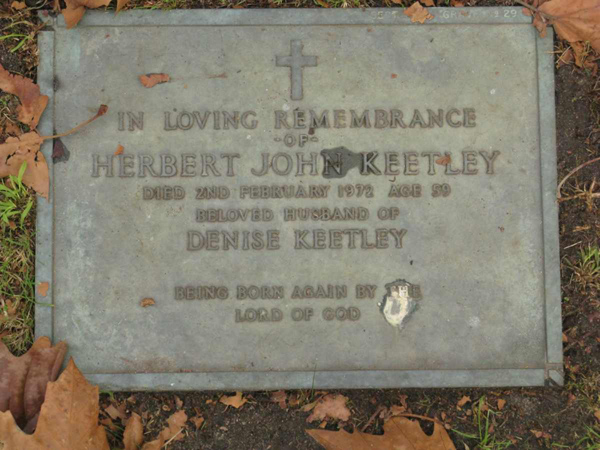 IN LOVING REMEMBRANCE
-OF-
HERBERT JOHN KEETLEY
DIED 2ND FEBRUARY 1972 AGE 59
BELOVED HUSBAND OF
DENISE KEETLEY
BEING BORN AGAIN BY THE
LORD OF GOD